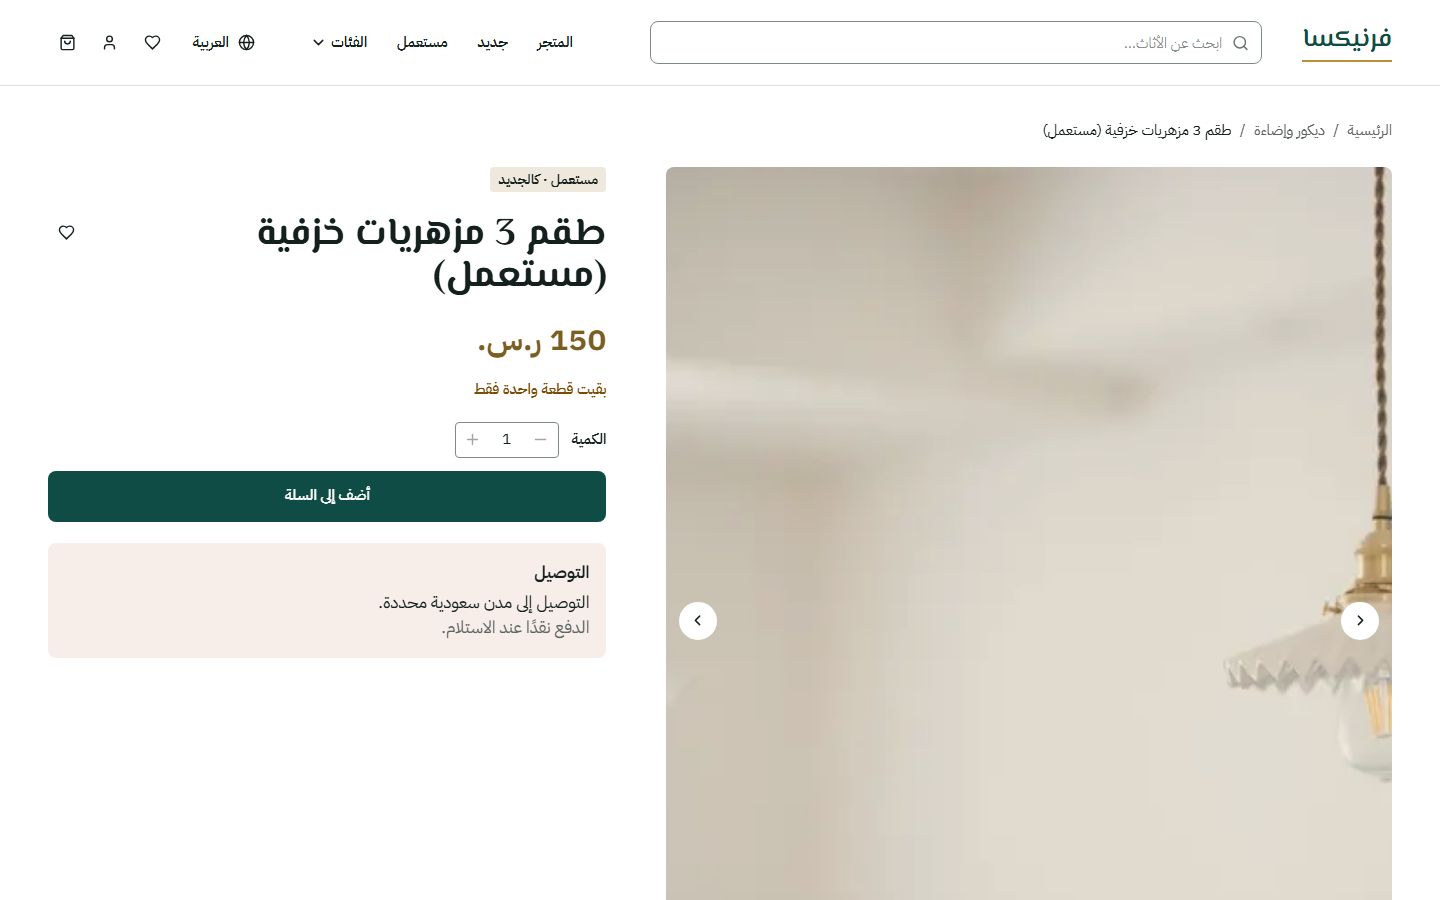 فرنيكسا
ابحث عن الأثاث...
المتجر
جديد
مستعمل
الفئات
العربية
الرئيسية / ديكور وإضاءة / طقم 3 مزهريات خزفية (مستعمل)
مستعمل · كالجديد
طقم 3 مزهريات خزفية
(مستعمل)
150 ر.س.
بقيت قطعة واحدة فقط
الكمية
− 1 +
أضف إلى السلة
التوصيل
التوصيل إلى مدن سعودية محددة.
الدفع نقدًا عند الاستلام.